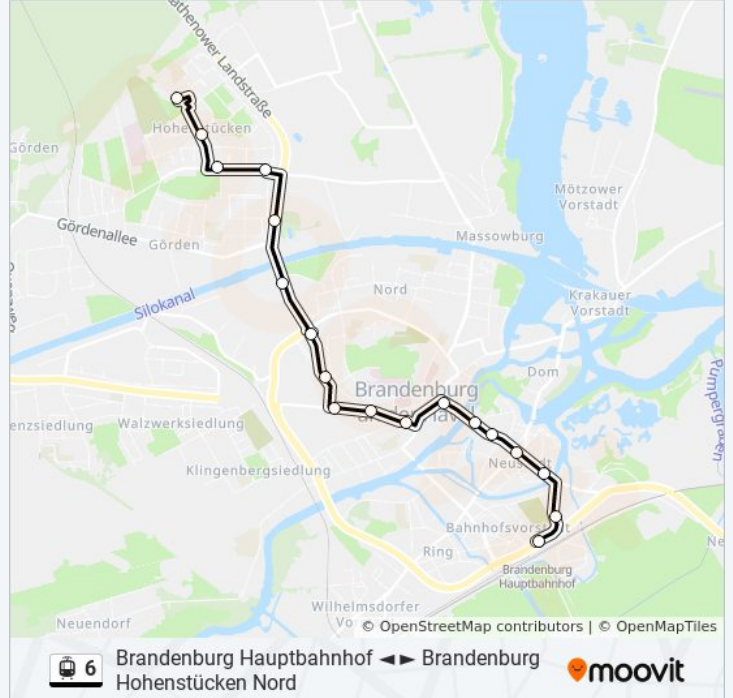 Rathenower Landstraße
Hohenstücken
Görden
Mötzower
Vorstadt
Gördenallee
Görden
Massowburg
Silokanal
Nord
Krakauer
Vorstadt
Dom
Brandenburg
Walzwerksiedlung
Klingenbergsiedlung
Neustadt
Bahnhofsvorstadt
Ring
Brandenburg
Hauptbahnhof
Wilhelmsdorfer
Neuendorf
© OpenStreetMap contributors | © OpenMapTiles
6
Brandenburg Hauptbahnhof ◄► Brandenburg
Hohenstücken Nord
moovit